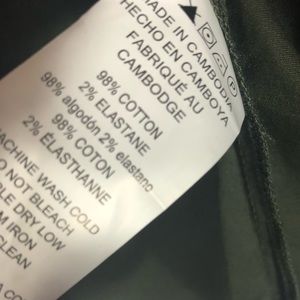 MADE IN CAMBODIA
HECHO EN CAMBOYA
FABRIQUÉ AU
CAMBODGE
98% COTTON
2% ELASTANE
98% algodón 2% elastano
98% COTON
2% ÉLASTHANNE
MACHINE WASH COLD
DO NOT BLEACH
DRY LOW
IRON
CLEAN